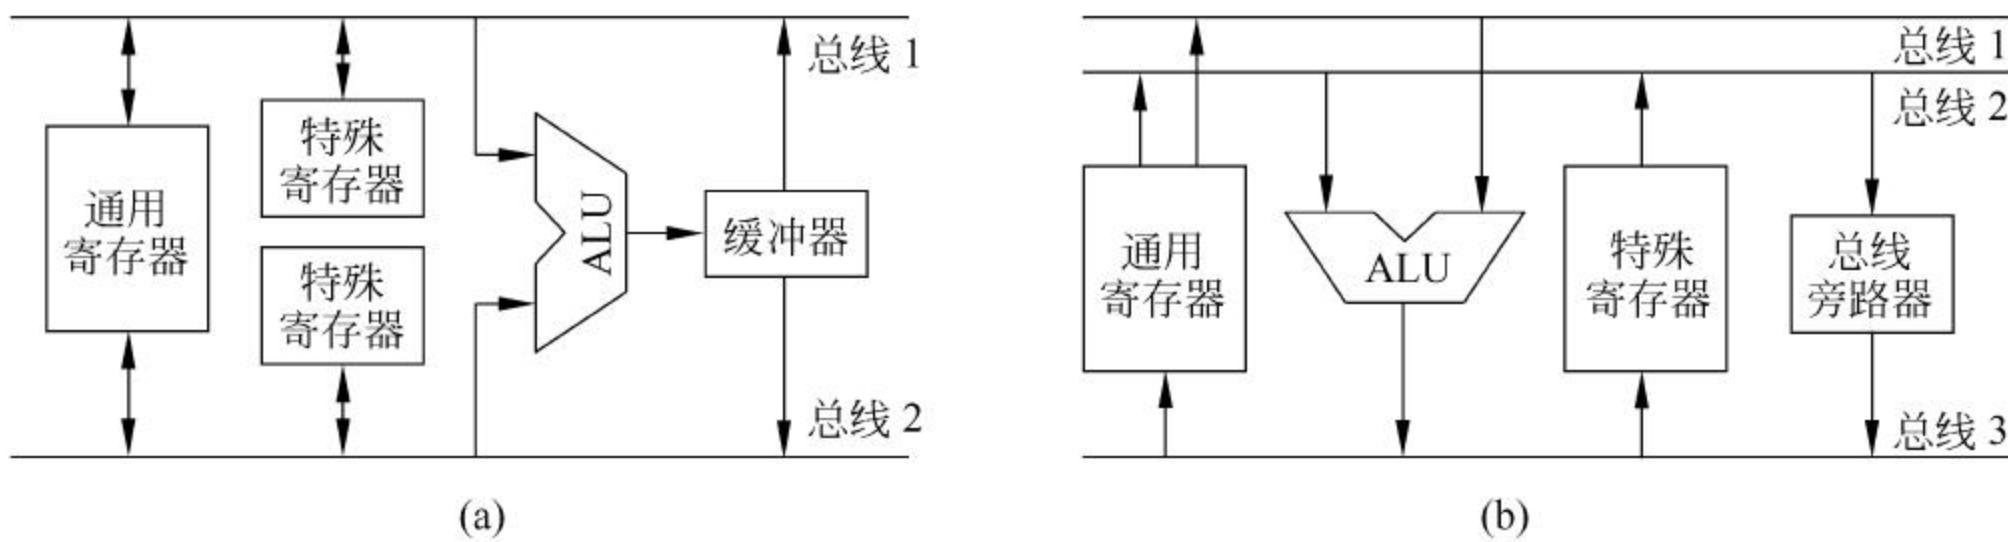 总线 1
特殊
寄存器
通用
寄存器
特殊
寄存器
ALU
缓冲器
总线 2
(a)
总线 1
总线 2
通用
寄存器
ALU
特殊
寄存器
总线
旁路器
总线 3
(b)